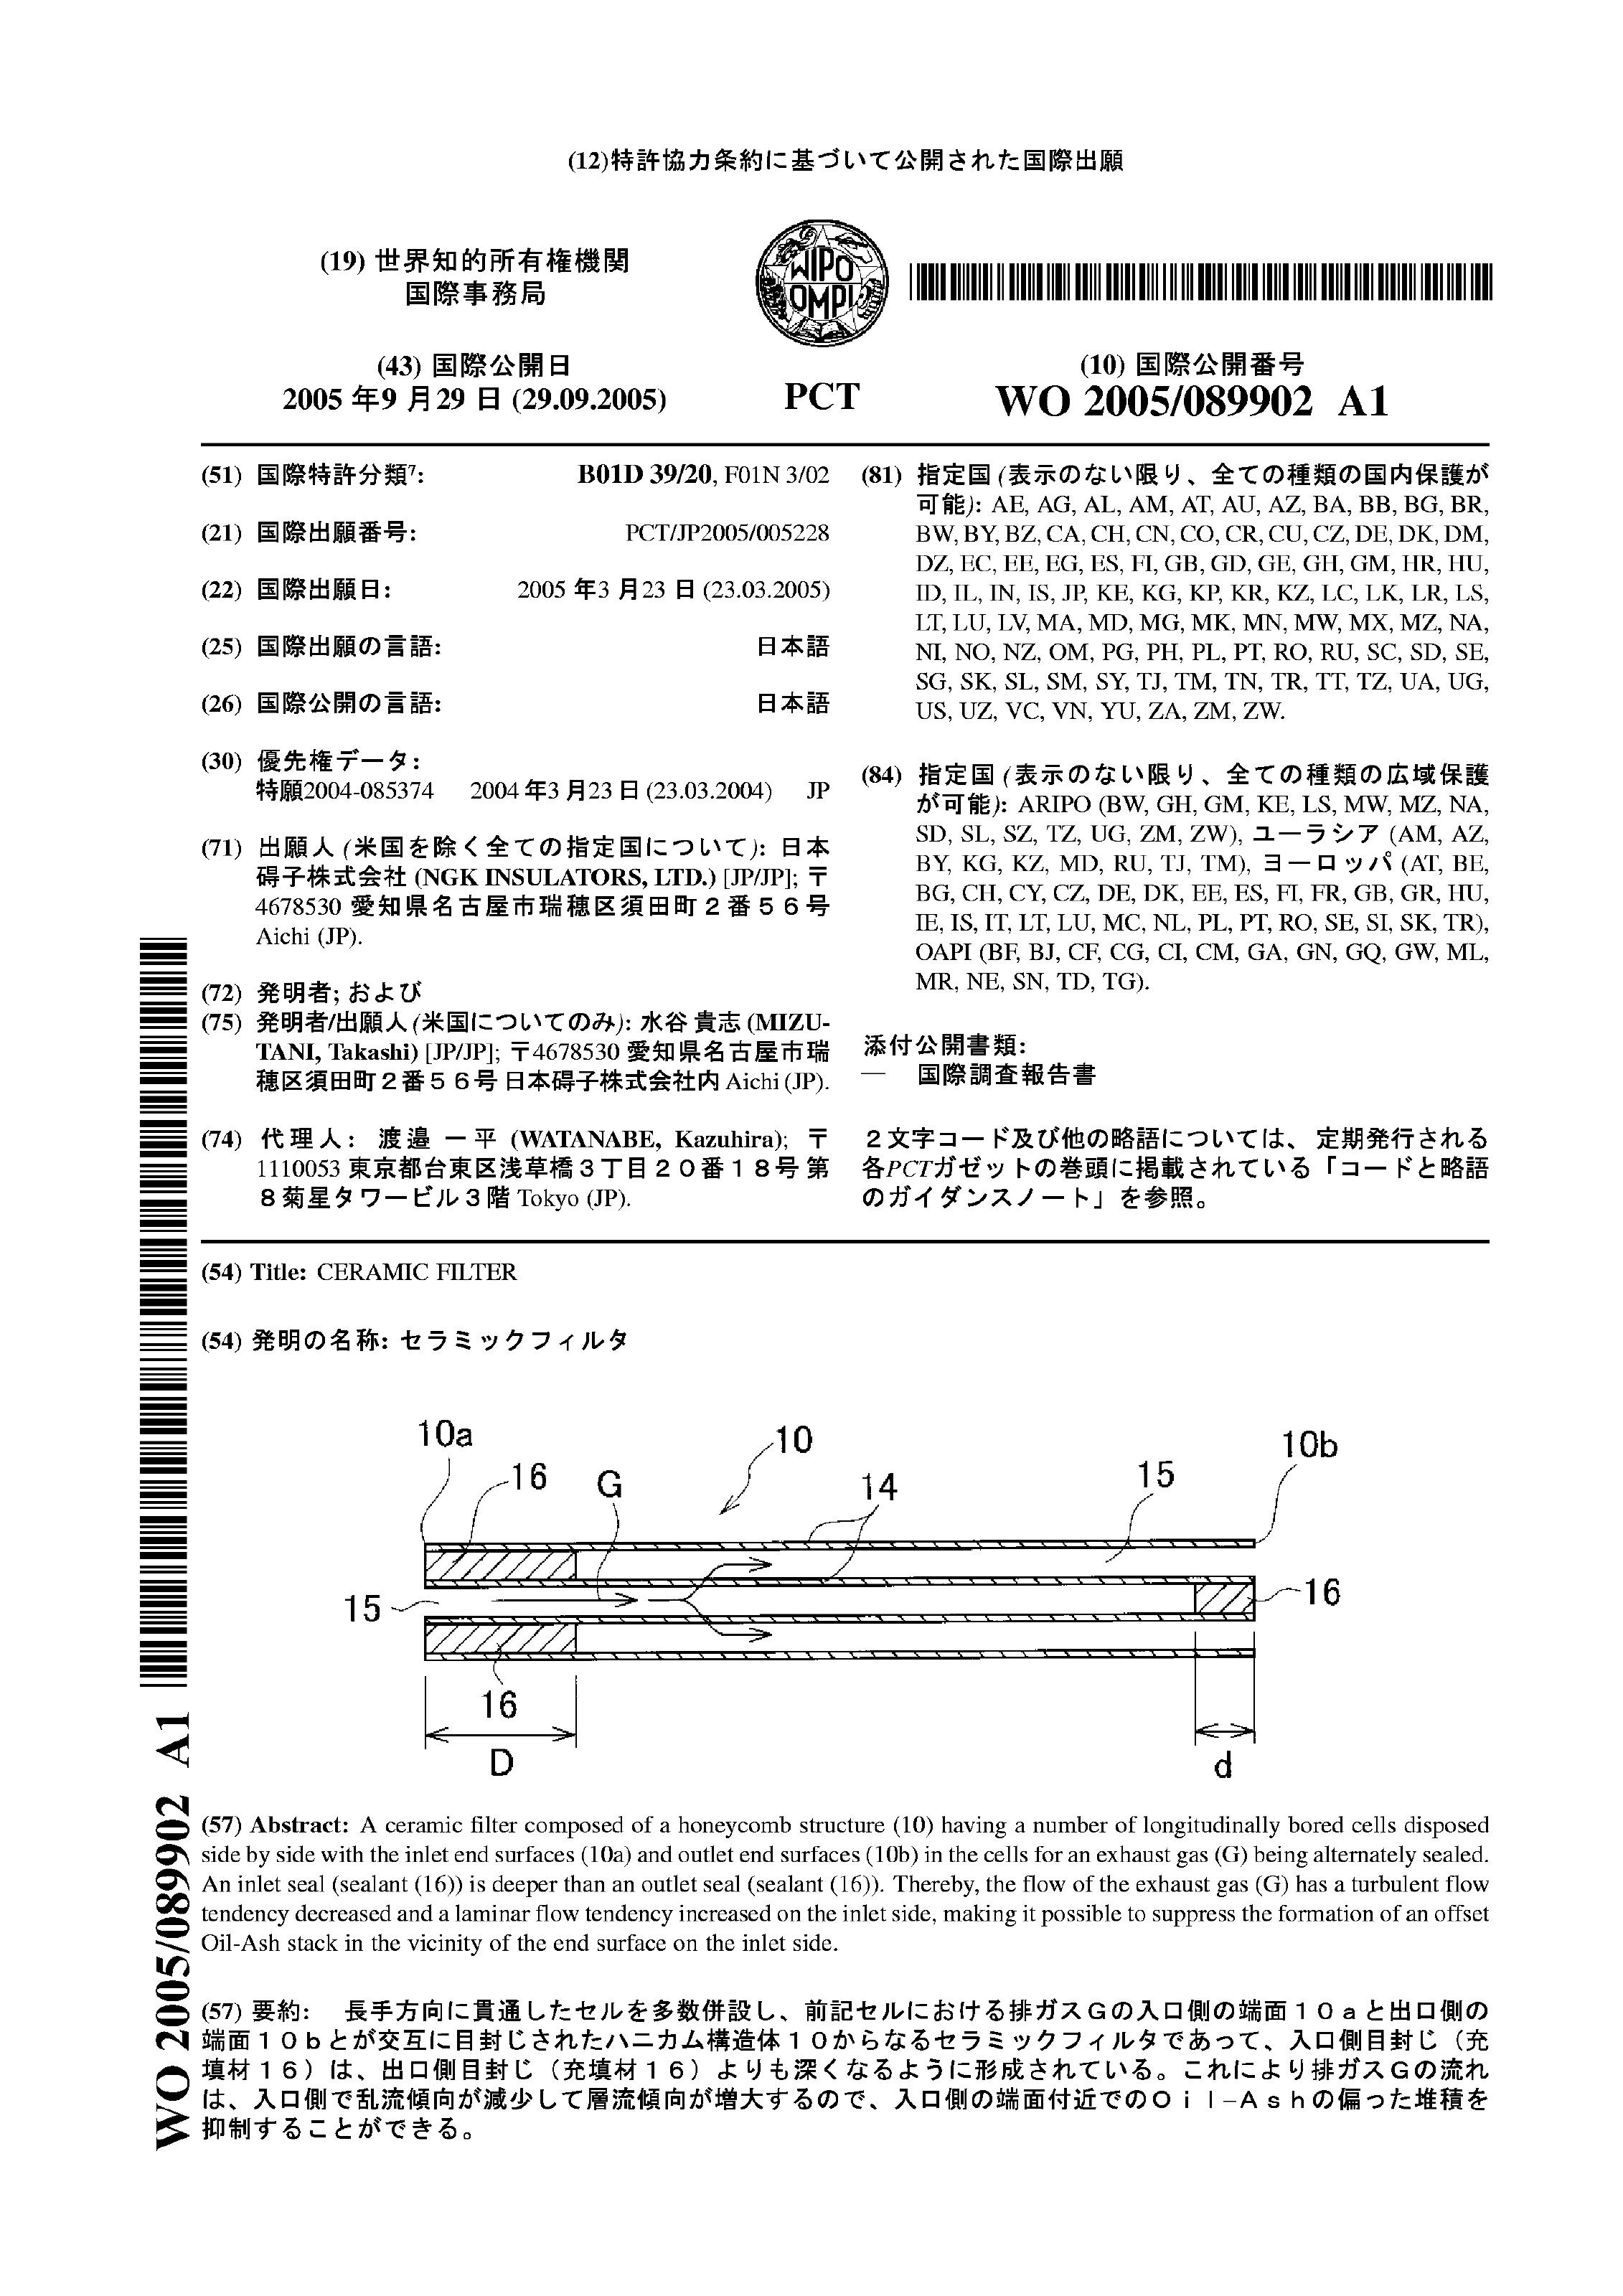 (12)特許協力条約に基づいて公開された国際出願
(19) 世界知的所有権機関
国際事務局
WIPO
OMPI
(43) 国際公開日
2005 年9 月29 日 (29.09.2005)
PCT
(10) 国際公開番号
WO 2005/089902 A1
(51) 国際特許分類7: B01D 39/20, F01N 3/02
(21) 国際出願番号: PCT/JP2005/005228
(22) 国際出願日: 2005 年3 月23 日 (23.03.2005)
(25) 国際出願の言語: 日本語
(26) 国際公開の言語: 日本語
(30) 優先権データ:
特願2004-085374 2004 年3 月23 日 (23.03.2004) JP
(71) 出願人 (米国を除く全ての指定国について): 日本
碍子株式会社 (NGK INSULATORS, LTD.) [JP/JP]; 〒
4678530 愛知県名古屋市瑞穂区須田町2番56号
Aichi (JP).
(72) 発明者; および
(75) 発明者/出願人 (米国についてのみ): 水谷 貴志 (MIZU-
TANI, Takashi) [JP/JP]; 〒4678530 愛知県名古屋市瑞
穂区須田町2番56号 日本碍子株式会社内 Aichi (JP).
(74) 代理人: 渡邉 一平 (WATANABE, Kazuhira); 〒
1110053 東京都台東区浅草橋3丁目20番18号 第
8菊星タワービル3階 Tokyo (JP).
(81) 指定国 (表示のない限り、全ての種類の国内保護が
可能): AE, AG, AL, AM, AT, AU, AZ, BA, BB, BG, BR,
BW, BY, BZ, CA, CH, CN, CO, CR, CU, CZ, DE, DK, DM,
DZ, EC, EE, EG, ES, FI, GB, GD, GE, GH, GM, HR, HU,
ID, IL, IN, IS, JP, KE, KG, KP, KR, KZ, LC, LK, LR, LS,
LT, LU, LV, MA, MD, MG, MK, MN, MW, MX, MZ, NA,
NI, NO, NZ, OM, PG, PH, PL, PT, RO, RU, SC, SD, SE,
SG, SK, SL, SM, SY, TJ, TM, TN, TR, TT, TZ, UA, UG,
US, UZ, VC, VN, YU, ZA, ZM, ZW.
(84) 指定国 (表示のない限り、全ての種類の広域保護
が可能): ARIPO (BW, GH, GM, KE, LS, MW, MZ, NA,
SD, SL, SZ, TZ, UG, ZM, ZW), ユーラシア (AM, AZ,
BY, KG, KZ, MD, RU, TJ, TM), ヨーロッパ (AT, BE,
BG, CH, CY, CZ, DE, DK, EE, ES, FI, FR, GB, GR, HU,
IE, IS, IT, LT, LU, MC, NL, PL, PT, RO, SE, SI, SK, TR),
OAPI (BF, BJ, CF, CG, CI, CM, GA, GN, GQ, GW, ML,
MR, NE, SN, TD, TG).
添付公開書類:
— 国際調査報告書
2文字コード及び他の略語については、定期発行される
各PCTガゼットの巻頭に掲載されている「コードと略語
のガイダンスノート」を参照。
(54) Title: CERAMIC FILTER
(54) 発明の名称: セラミックフィルタ
10a
16
G
10
14
15
10b
15
16
16
D
d
(57) Abstract: A ceramic filter composed of a honeycomb structure (10) having a number of longitudinally bored cells disposed
side by side with the inlet end surfaces (10a) and outlet end surfaces (10b) in the cells for an exhaust gas (G) being alternately sealed.
An inlet seal (sealant (16)) is deeper than an outlet seal (sealant (16)). Thereby, the flow of the exhaust gas (G) has a turbulent flow
tendency decreased and a laminar flow tendency increased on the inlet side, making it possible to suppress the formation of an offset
Oil-Ash stack in the vicinity of the end surface on the inlet side.
(57) 要約: 長手方向に貫通したセルを多数併設し、前記セルにおける排ガスGの入口側の端面10aと出口側の
端面10bとが交互に目封じされたハニカム構造体10からなるセラミックフィルタであって、入口側目封じ（充
填材16）は、出口側目封じ（充填材16）よりも深くなるように形成されている。これにより排ガスGの流れ
は、入口側で乱流傾向が減少して層流傾向が増大するので、入口側の端面付近でのOil-Ashの偏った堆積を
抑制することができる。
WO 2005/089902 A1